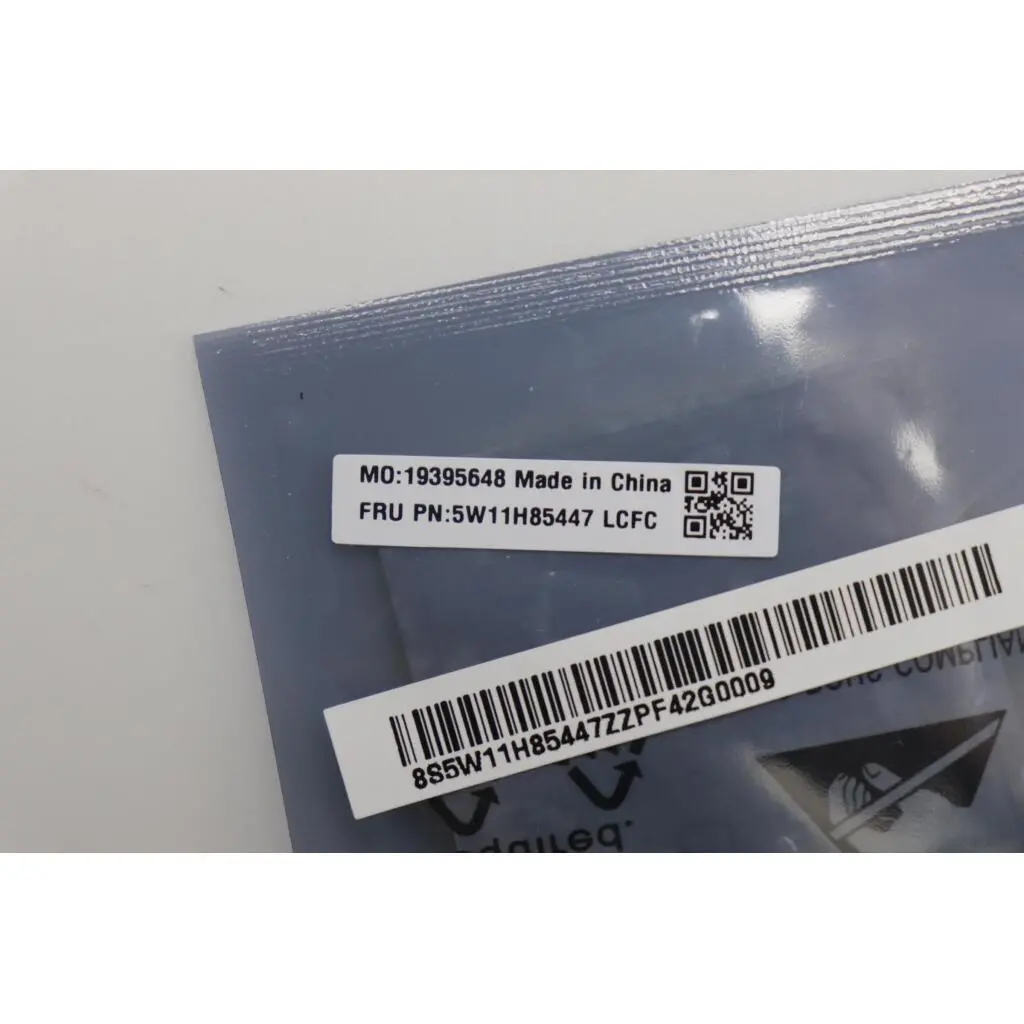 MO:19395648 Made in China
FRU PN:5W11H85447 LCFC
8S5W11H85447ZZPF42G0009